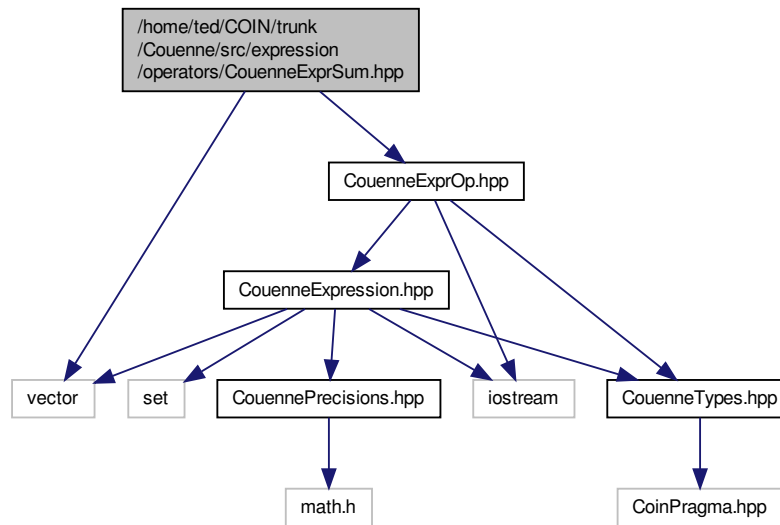 /home/ted/COIN/trunk
/Couenne/src/expression
/operators/CouenneExprSum.hpp
CouenneExprOp.hpp
CouenneExpression.hpp
vector
set
CouennePrecisions.hpp
iostream
CouenneTypes.hpp
math.h
CoinPragma.hpp